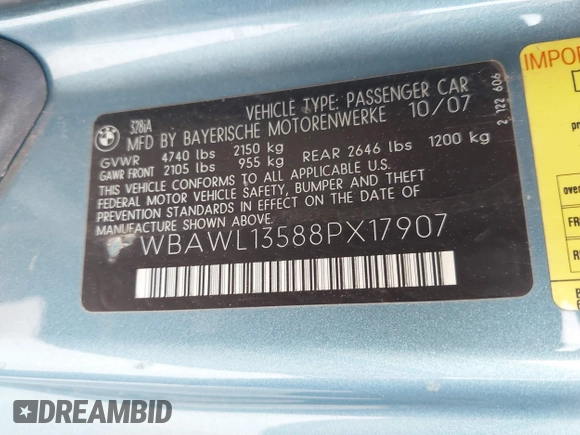 BMW
328iA
VEHICLE TYPE: PASSENGER CAR
MFD BY BAYERISCHE MOTORENWERKE 10/07
GVWR 4740 lbs 2150 kg
GAWR FRONT 2105 lbs 955 kg REAR 2646 lbs 1200 kg
THIS VEHICLE CONFORMS TO ALL APPLICABLE
FEDERAL MOTOR VEHICLE SAFETY, BUMPER AND THEFT
PREVENTION STANDARDS IN EFFECT ON THE DATE OF
MANUFACTURE SHOWN ABOVE.
WBAWL13588PX17907
2 122 606
DREAMBID